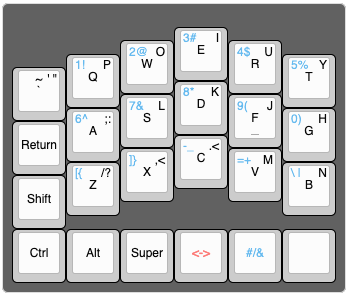 ~ ' "
`
1! P
Q
2@ O
W
3# I
E
4$ U
R
5% Y
T
Return
6^ ;:
A
7& L
S
8* K
D
9( J
F
_
0) H
G
Shift
[{ /?
Z
]} ,<
X
-_ .<
C
=+ M
V
\| N
B
Ctrl
Alt
Super
<->
#/&